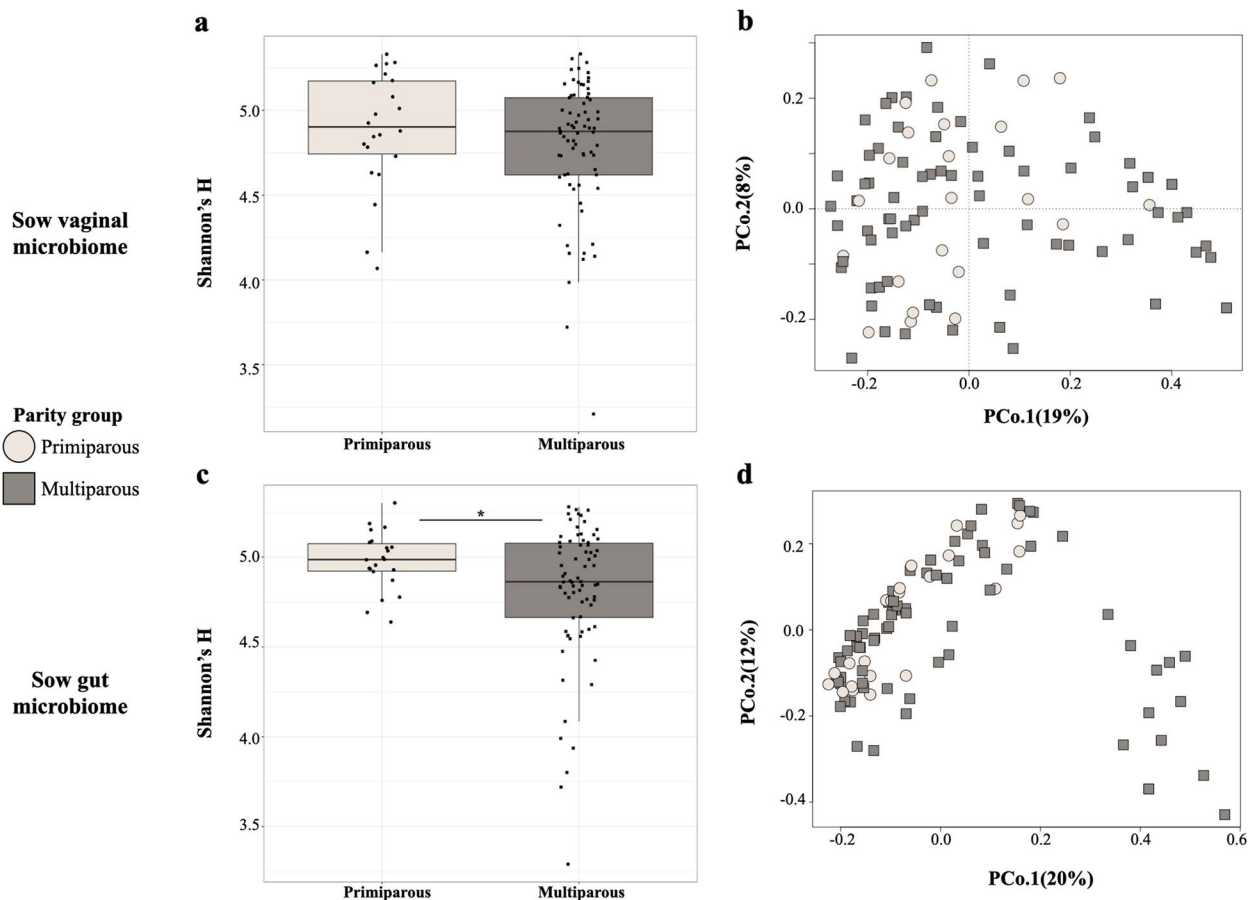 a
Shannon's H
5.0
4.5
4.0
3.5
Primiparous
Multiparous
b
PCo.2(8%)
0.2
0.0
-0.2
-0.2
0.0
0.2
0.4
PCo.1(19%)
Sow vaginal
microbiome
Parity group
Primiparous
Multiparous
c
Shannon's H
5.0
4.5
4.0
3.5
*
Primiparous
Multiparous
d
PCo.2(12%)
0.2
0.0
-0.2
-0.4
-0.2
0.0
0.2
0.4
0.6
PCo.1(20%)
Sow gut
microbiome